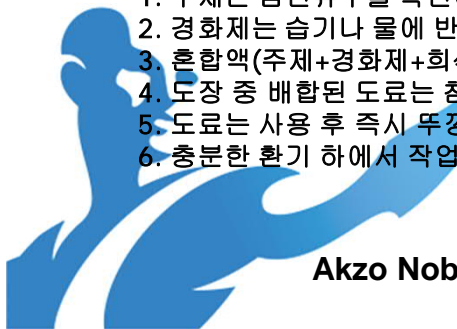 2. 경화제는 습기나 물에 반
3. 혼합액(주제+경화제+희
4. 도장 중 배합된 도료는
5. 도료는 사용 후 즉시
6. 충분한 환기 하에서 작업
Akzo Nob